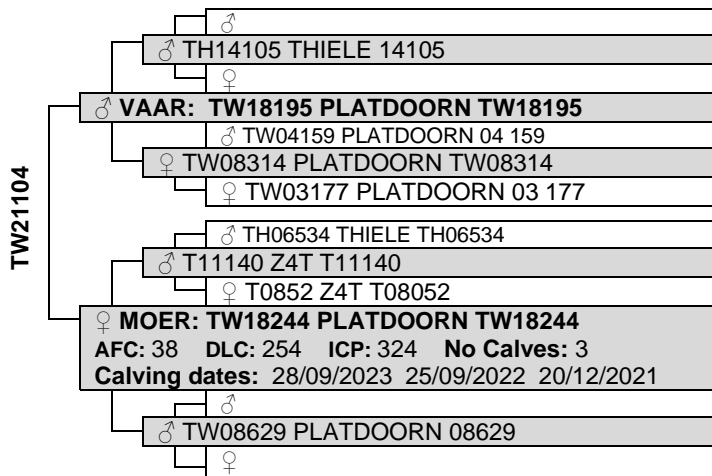 ♂
♂ TH14105 THIELE 14105
♀
♂ VAAR: TW18195 PLATDOORN TW18195
♂ TW04159 PLATDOORN 04 159
♀ TW08314 PLATDOORN TW08314
♀ TW03177 PLATDOORN 03 177
TW21104
♂ TH06534 THIELE TH06534
♂ T11140 Z4T T11140
♀ T0852 Z4T T08052
♀ MOER: TW18244 PLATDOORN TW18244
AFC: 38 DLC: 254 ICP: 324 No Calves: 3
Calving dates: 28/09/2023 25/09/2022 20/12/2021
♂
♂ TW08629 PLATDOORN 08629
♀